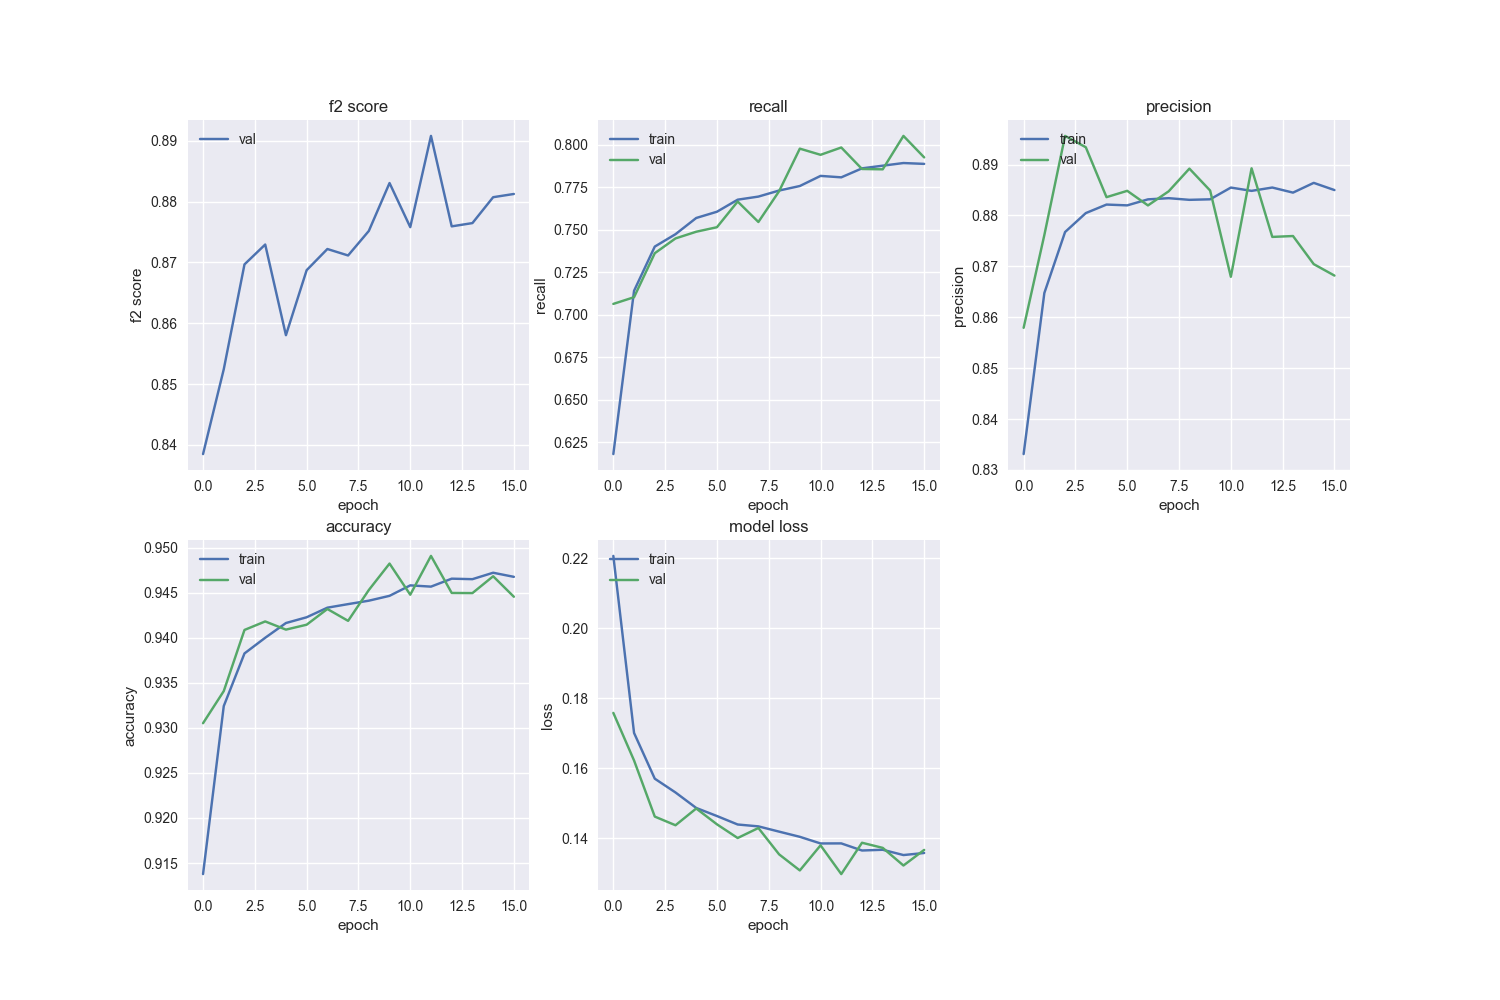 f2 score
val
0.89
0.88
0.87
0.86
0.85
0.84
f2 score
0.0 2.5 5.0 7.5 10.0 12.5 15.0
epoch
recall
train
val
0.800
0.775
0.750
0.725
0.700
0.675
0.650
0.625
recall
0.0 2.5 5.0 7.5 10.0 12.5 15.0
epoch
precision
train
val
0.89
0.88
0.87
0.86
0.85
0.84
0.83
precision
0.0 2.5 5.0 7.5 10.0 12.5 15.0
epoch
accuracy
train
val
0.950
0.945
0.940
0.935
0.930
0.925
0.920
0.915
accuracy
0.0 2.5 5.0 7.5 10.0 12.5 15.0
epoch
model loss
train
val
0.22
0.20
0.18
0.16
0.14
loss
0.0 2.5 5.0 7.5 10.0 12.5 15.0
epoch